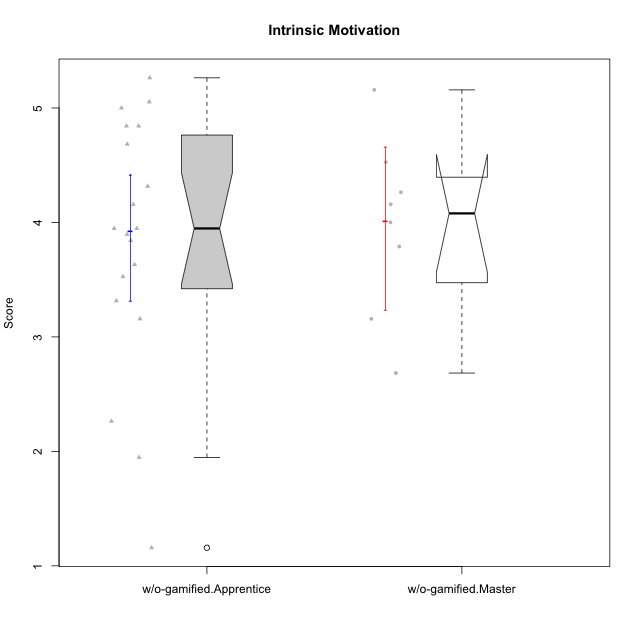 Intrinsic Motivation
Score
5
4
3
2
1
w/o-gamified.Apprentice
w/o-gamified.Master